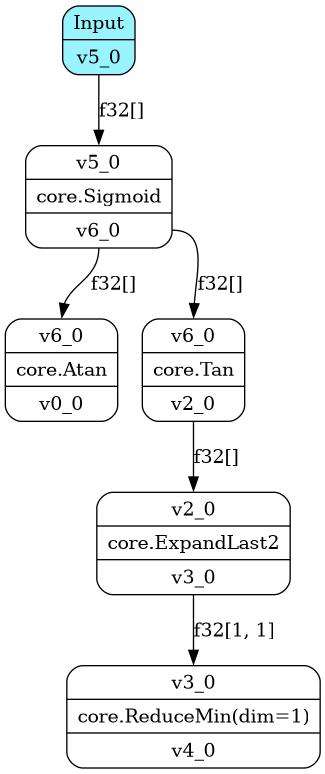 Input
v5_0
f32[]
v5_0
core.Sigmoid
v6_0
f32[]
f32[]
v6_0
core.Atan
v0_0
v6_0
core.Tan
v2_0
f32[]
v2_0
core.ExpandLast2
v3_0
f32[1, 1]
v3_0
core.ReduceMin(dim=1)
v4_0